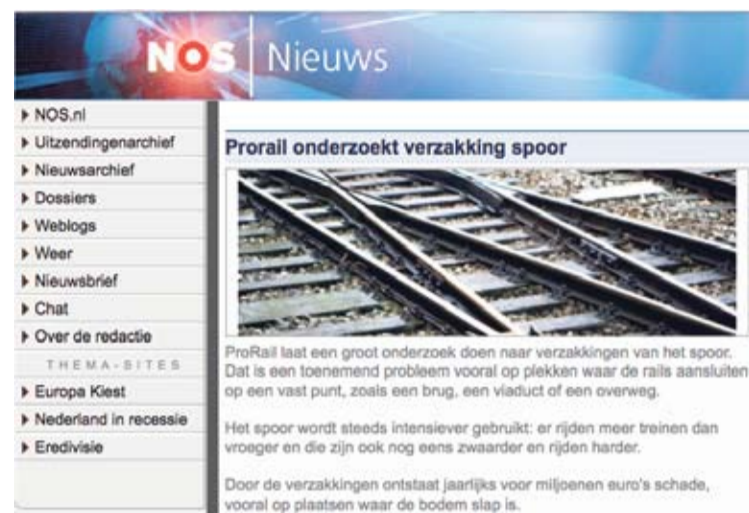 NOS Nieuws
NOS.nl
Uitzendingenarchief
Nieuwsarchief
Dossiers
Weblogs
Weer
Nieuwsbrief
Chat
Over de redactie
THEMA-SITES
Europa Kiest
Nederland in recessie
Eredivisie
Prorail onderzoekt verzakking spoor
ProRail laat een groot onderzoek doen naar verzakkingen van het spoor.
Dat is een toenemend probleem vooral op plekken waar de rails aansluiten
op een vast punt, zoals een brug, een viaduct of een overweg.
Het spoor wordt steeds intensiever gebruikt: er rijden meer treinen dan
vroeger en die zijn ook nog eens zwaarder en rijden harder.
Door de verzakkingen ontstaat jaarlijks voor miljoenen euro's schade,
vooral op plaatsen waar de bodem slap is.